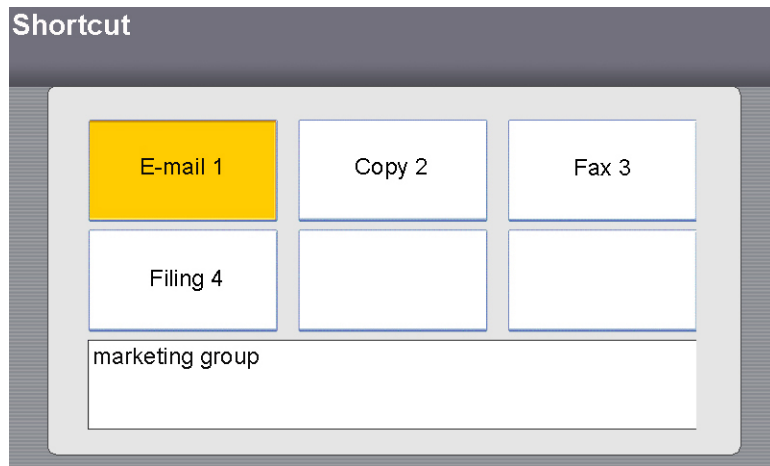 Shortcut
E-mail 1
Copy 2
Fax 3
Filing 4
marketing group